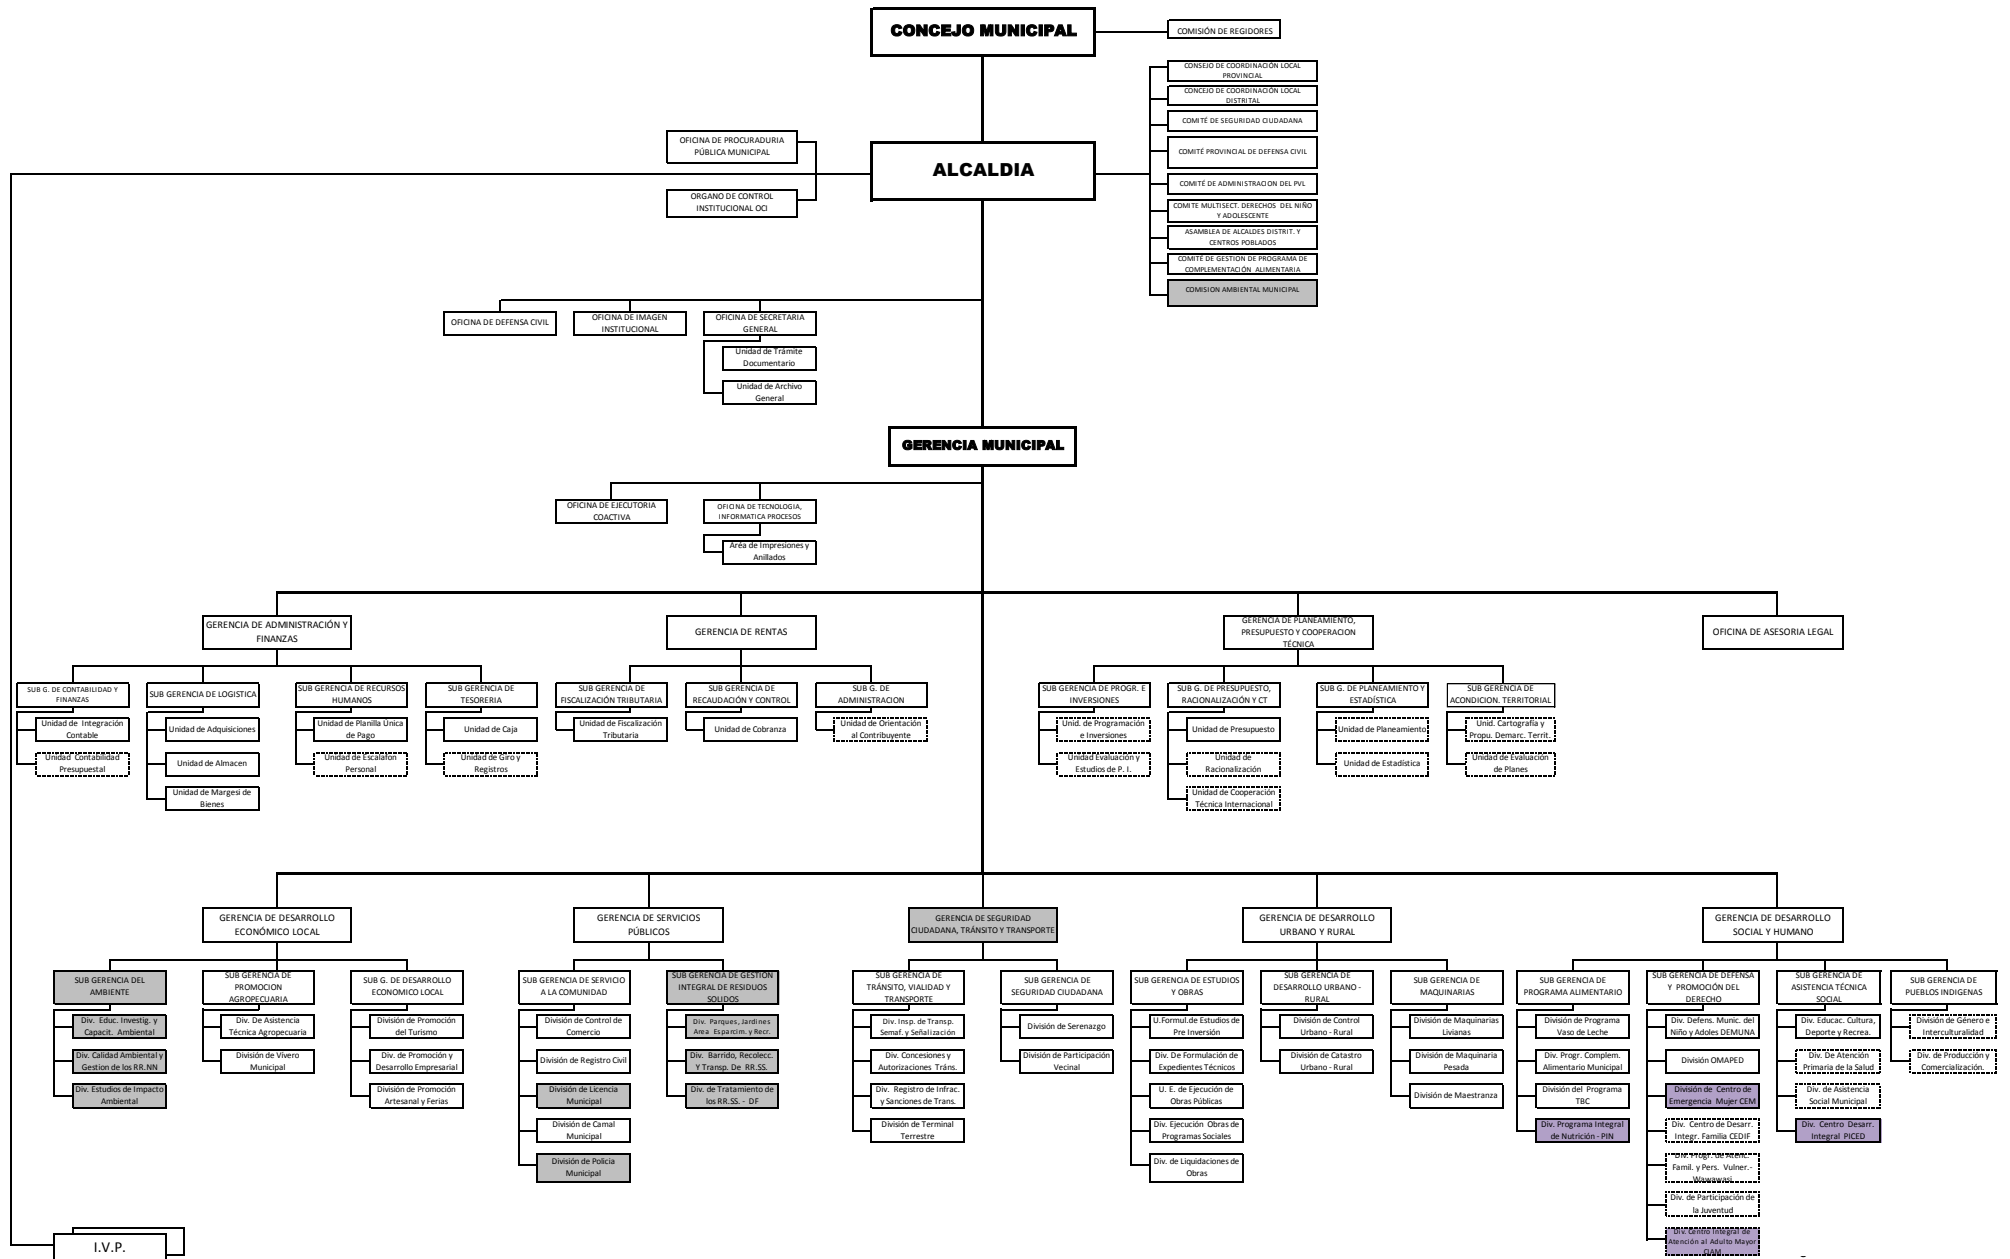 CONCEJO MUNICIPAL
COMISIÓN DE REGIDORES
CONSEJO DE COORDINACIÓN LOCAL
PROVINCIAL
CONCEJO DE COORDINACIÓN LOCAL
DISTRITAL
COMITÉ DE SEGURIDAD CIUDADANA
COMITÉ PROVINCIAL DE DEFENSA CIVIL
COMITÉ DE ADMINISTRACION DEL PVL
COMITE MULTISECT. DERECHOS DEL NIÑO
Y ADOLESCENTE
ASAMBLEA DE ALCALDES DISTRIT. Y
CENTROS POBLADOS
COMITÉ DE GESTION DE PROGRAMA DE
COMPLEMENTACIÓN ALIMENTARIA
COMISION AMBIENTAL MUNICIPAL
OFICINA DE PROCURADURIA
PÚBLICA MUNICIPAL
ALCALDIA
ORGANO DE CONTROL
INSTITUCIONAL OCI
OFICINA DE DEFENSA CIVIL
OFICINA DE IMAGEN
INSTITUCIONAL
OFICINA DE SECRETARIA
GENERAL
Unidad de Trámite
Documentario
Unidad de Archivo
General
GERENCIA MUNICIPAL
OFICINA DE EJECUTORIA
COACTIVA
OFICINA DE TECNOLOGIA,
INFORMATICA PROCESOS
Aréa de Impresiones y
Anillados
GERENCIA DE ADMINISTRACIÓN Y
FINANZAS
GERENCIA DE RENTAS
GERENCIA DE PLANEAMIENTO,
PRESUPUESTO Y COOPERACION
TÉCNICA
OFICINA DE ASESORIA LEGAL
SUB G. DE CONTABILIDAD Y
FINANZAS
Unidad de Integración
Contable
Unidad Contabilidad
Presupuestal
SUB GERENCIA DE LOGISTICA
Unidad de Adquisiciones
Unidad de Almacen
Unidad de Margesi de
Bienes
SUB GERENCIA DE RECURSOS
HUMANOS
Unidad de Planilla Única
de Pago
Unidad de Escalafón
Personal
SUB GERENCIA DE
TESORERIA
Unidad de Caja
Unidad de Giro y
Registros
SUB GERENCIA DE
FISCALIZACIÓN TRIBUTARIA
Unidad de Fiscalización
Tributaria
SUB GERENCIA DE
RECAUDACIÓN Y CONTROL
Unidad de Cobranza
SUB G. DE
ADMINISTRACION
Unidad de Orientación
al Contribuyente
SUB GERENCIA DE PROGR. E
INVERSIONES
Unid. de Programación
e Inversiones
Unidad Evaluación y
Estudios de P. I.
SUB G. DE PRESUPUESTO,
RACIONALIZACIÓN Y CT
Unidad de Presupuesto
Unidad de
Racionalización
Unidad de Cooperación
Técnica Internacional
SUB G. DE PLANEAMIENTO Y
ESTADÍSTICA
Unidad de Planeamiento
Unidad de Estadística
SUB GERENCIA DE
ACONDICION. TERRITORIAL
Unid. Cartografía y
Propu. Demarc. Territ.
Unidad de Evaluación
de Planes
GERENCIA DE DESARROLLO
ECONÓMICO LOCAL
GERENCIA DE SERVICIOS
PÚBLICOS
GERENCIA DE SEGURIDAD
CIUDADANA, TRÁNSITO Y TRANSPORTE
GERENCIA DE DESARROLLO
URBANO Y RURAL
GERENCIA DE DESARROLLO
SOCIAL Y HUMANO
SUB GERENCIA DEL
AMBIENTE
Div. Educ. Investig. y
Capacit. Ambiental
Div. Calidad Ambiental y
Gestion de los RR.NN
Div. Estudios de Impacto
Ambiental
SUB GERENCIA DE
PROMOCION
AGROPECUARIA
Div. De Asistencia
Técnica Agropecuaria
División de Vivero
Municipal
SUB G. DE DESARROLLO
ECONOMICO LOCAL
División de Promoción
del Turismo
Div. de Promoción y
Desarrollo Empresarial
División de Promoción
Artesanal y Ferias
SUB GERENCIA DE SERVICIO
A LA COMUNIDAD
División de Control de
Comercio
División de Registro Civil
División de Licencia
Municipal
División de Camal
Municipal
División de Policia
Municipal
SUB GERENCIA DE GESTIÓN
INTEGRAL DE RESIDUOS
SOLIDOS
Div. Parques, Jardines
Area Esparcim. y Recr.
Div. Barrido, Recolecc.
Y Transp. De RR.SS.
Div. de Tratamiento de
los RR.SS. - DF
SUB GERENCIA DE
TRÁNSITO, VIALIDAD Y
TRANSPORTE
Div. Insp. de Transp.
Semaf. y Señalización
Div. Concesiones y
Autorizaciones Tráns.
Div. Registro de Infrac.
y Sanciones de Trans.
División de Terminal
Terrestre
SUB GERENCIA DE
SEGURIDAD CIUDADANA
División de Serenazgo
División de Participación
Vecinal
SUB GERENCIA DE ESTUDIOS
Y OBRAS
U.Formul.de Estudios de
Pre Inversión
Div. De Formulación de
Expedientes Técnicos
U. E. de Ejecución de
Obras Públicas
Div. Ejecución Obras de
Programas Sociales
Div. de Liquidaciones de
Obras
SUB GERENCIA DE
DESARROLLO URBANO -
RURAL
División de Control
Urbano - Rural
División de Catastro
Urbano - Rural
SUB GERENCIA DE
MAQUINARIAS
División de Maquinarias
Livianas
División de Maquinaria
Pesada
División de Maestranza
SUB GERENCIA DE
PROGRAMA ALIMENTARIO
División de Programa
Vaso de Leche
Div. Progr. Complem.
Alimentario Municipal
División del Programa
TBC
Div. Programa Integral
de Nutrición - PIN
SUB GERENCIA DE DEFENSA
Y PROMOCIÓN DEL
DERECHO
Div. Defens. Munic. del
Niño y Adoles DEMUNA
División OMAPED
División de Centro de
Emergencia Mujer CEM
Div. Centro de Desarr.
Integr. Familia CEDIF
Div. Progr. de Atenc.
Famil. y Pers. Vulner.-
Wawawasi
Div. de Participación de
la Juventud
Div. Centro Integral de
Atención al Adulto Mayor
CIAM
SUB GERENCIA DE
ASISTENCIA TÉCNICA
SOCIAL
Div. Educac. Cultura,
Deporte y Recrea.
Div. De Atención
Primaria de la Salud
Div. de Asistencia
Social Municipal
Div. Centro Desarr.
Integral PICED
SUB GERENCIA DE
PUEBLOS INDIGENAS
División de Género e
Interculturalidad
Div. de Producción y
Comercialización.
I.V.P.